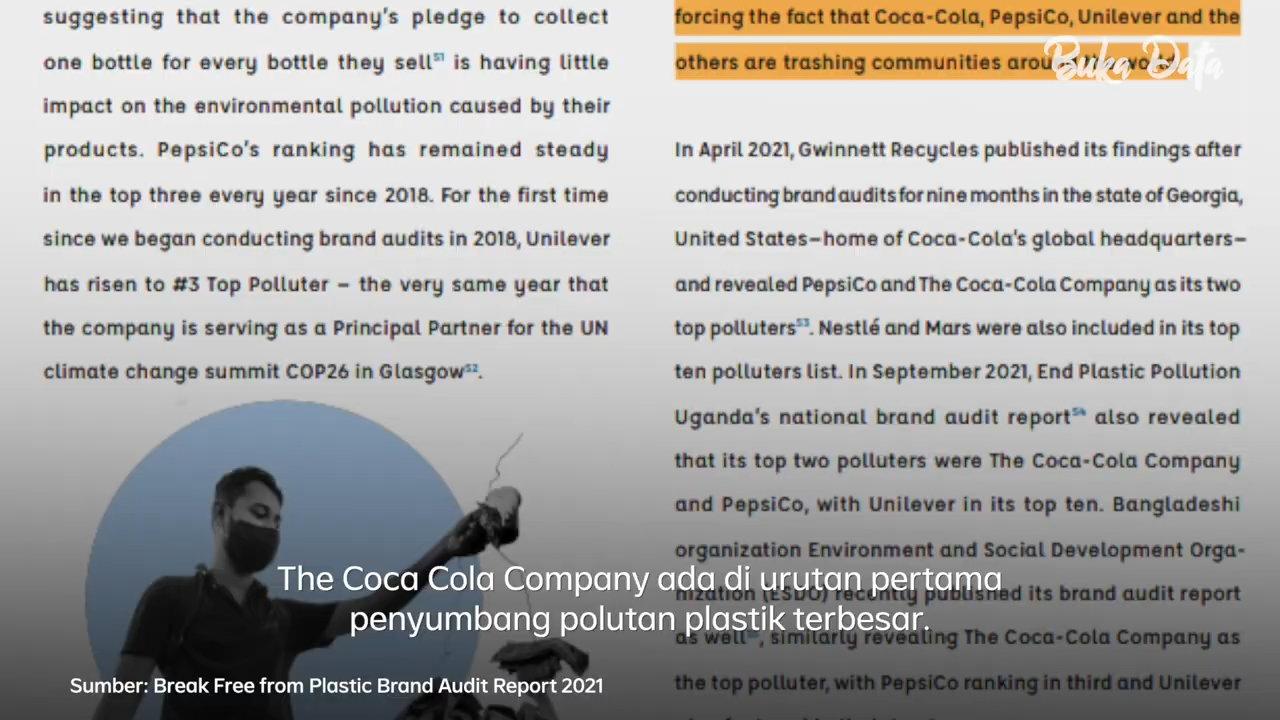 suggesting that the company's pledge to collect
one bottle for every bottle they sell⁵¹ is having little
impact on the environmental pollution caused by their
products. PepsiCo's ranking has remained steady
in the top three every year since 2018. For the first time
since we began conducting brand audits in 2018, Unilever
has risen to #3 Top Polluter – the very same year that
the company is serving as a Principal Partner for the UN
climate change summit COP26 in Glasgow⁵².
forcing the fact that Coca-Cola, PepsiCo, Unilever and the
others are trashing communities around the world.
Buka Data
In April 2021, Gwinnett Recycles published its findings after
conducting brand audits for nine months in the state of Georgia,
United States—home of Coca-Cola's global headquarters—
and revealed PepsiCo and The Coca-Cola Company as its two
top polluters⁵³. Nestlé and Mars were also included in its top
ten polluters list. In September 2021, End Plastic Pollution
Uganda's national brand audit report⁵⁴ also revealed
that its top two polluters were The Coca-Cola Company
and PepsiCo, with Unilever in its top ten. Bangladeshi
organization Environment and Social Development Orga-
nization (ESDO) recently published its brand audit report
as well, similarly revealing The Coca-Cola Company as
the top polluter, with PepsiCo ranking in third and Unilever
The Coca Cola Company ada di urutan pertama
penyumbang polutan plastik terbesar.
Sumber: Break Free from Plastic Brand Audit Report 2021